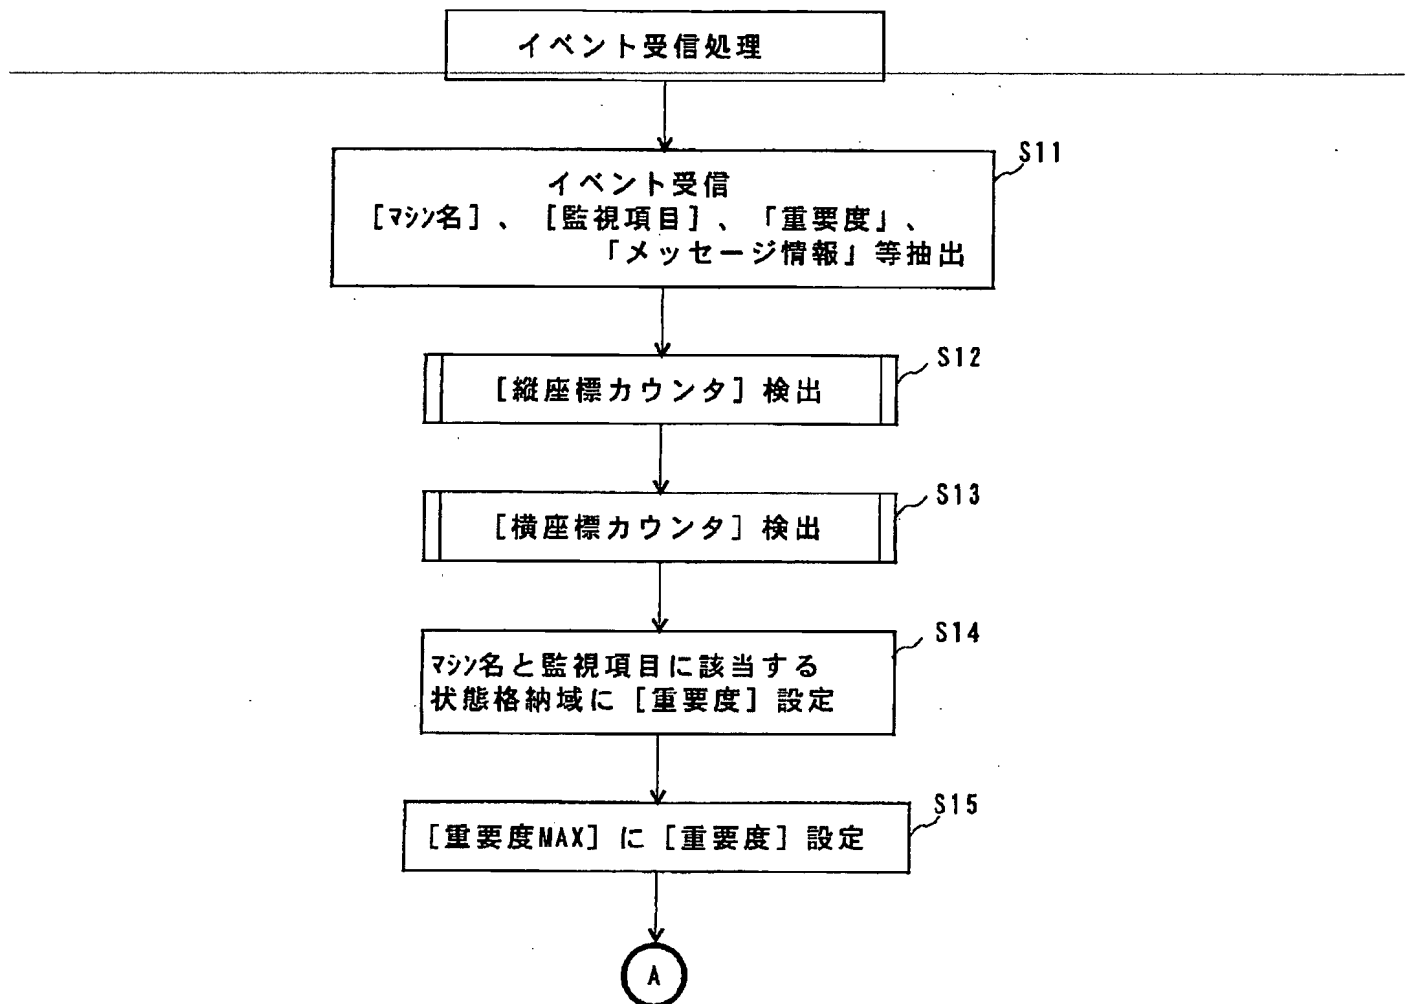 イベント受信処理
S11
イベント受信
[マシン名]、[監視項目]、「重要度」、
「メッセージ情報」等抽出
S12
[縦座標カウンタ]検出
S13
[横座標カウンタ]検出
S14
マシン名と監視項目に該当する
状態格納域に[重要度]設定
S15
[重要度MAX]に[重要度]設定
A